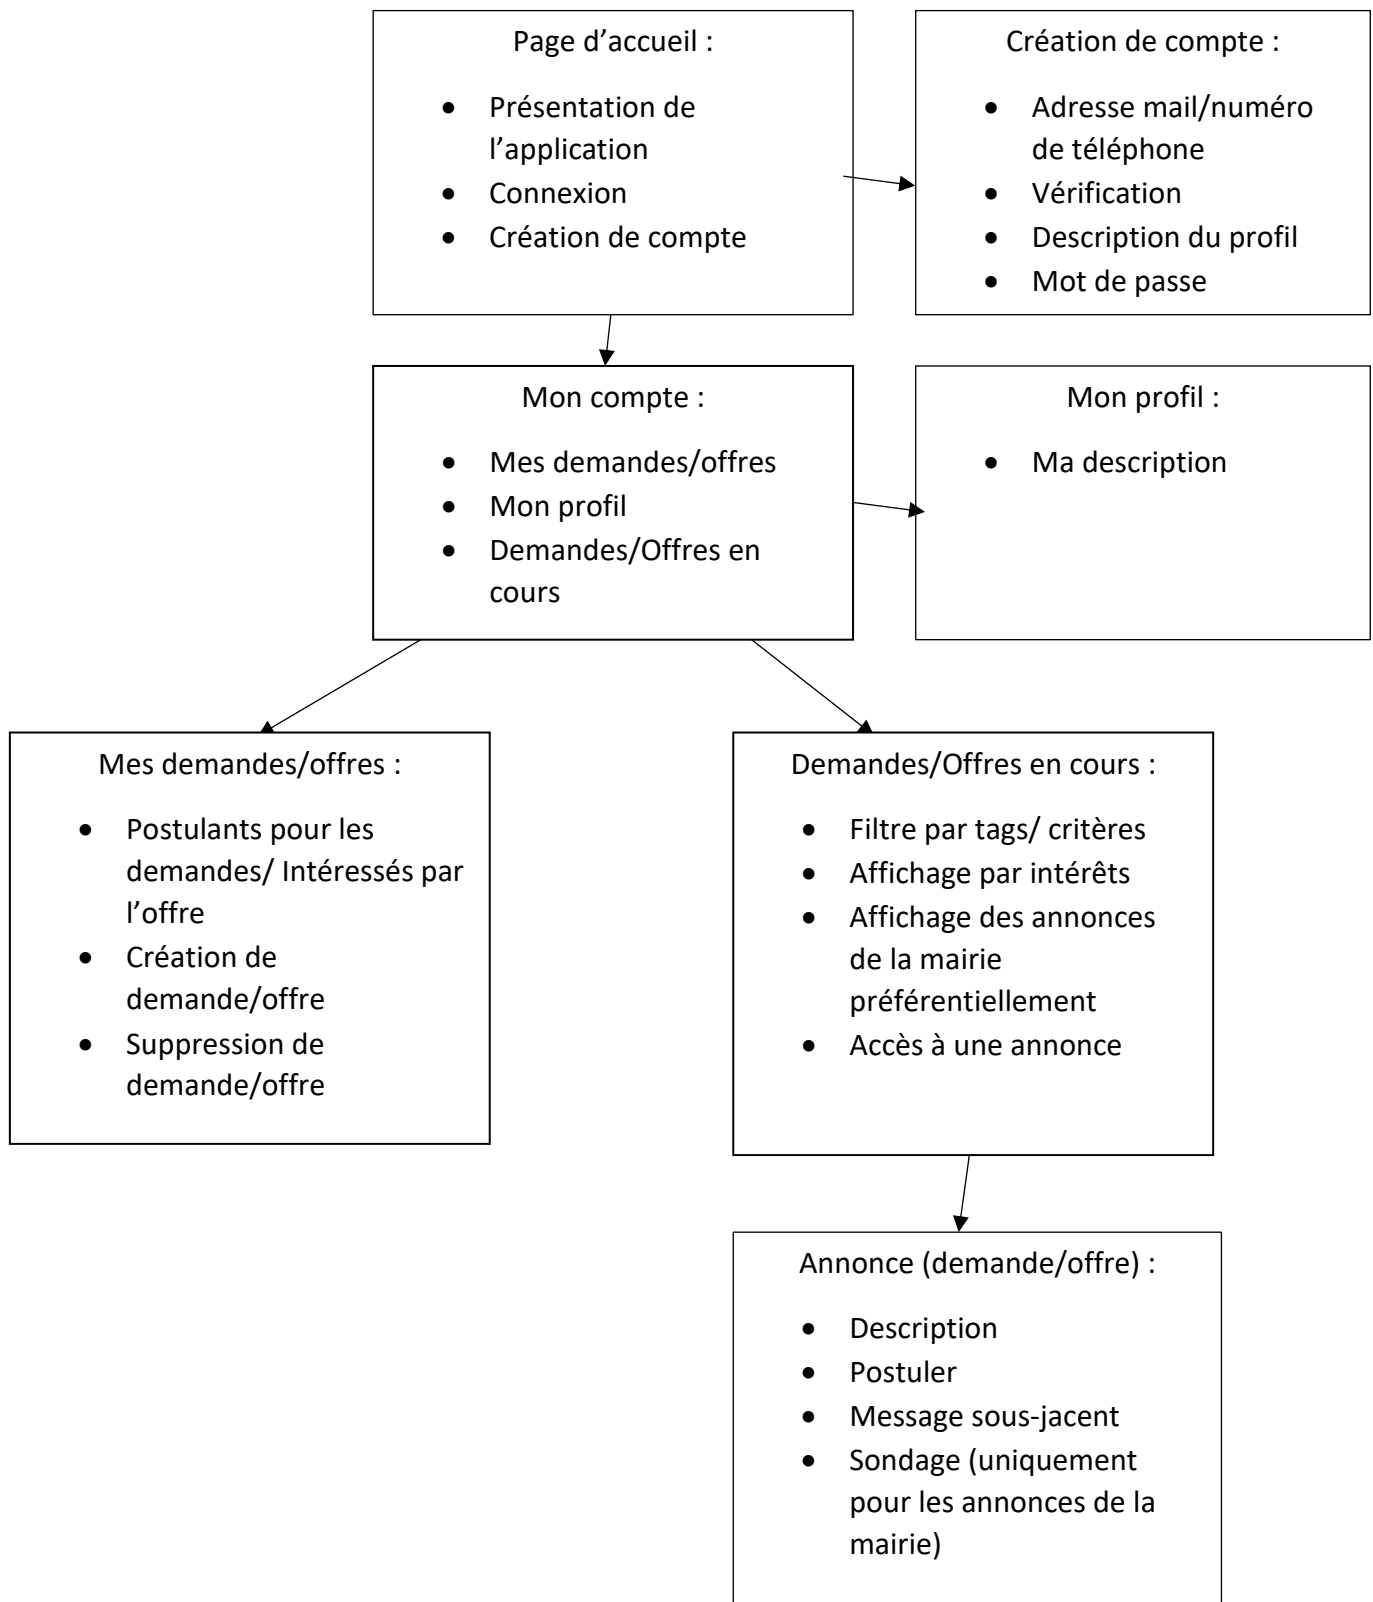 Page d’accueil :
• Présentation de
l’application
• Connexion
• Création de compte
Création de compte :
• Adresse mail/numéro
de téléphone
• Vérification
• Description du profil
• Mot de passe
Mon compte :
• Mes demandes/offres
• Mon profil
• Demandes/Offres en
cours
Mon profil :
• Ma description
Mes demandes/offres :
• Postulants pour les
demandes/ Intéressés par
l’offre
• Création de
demande/offre
• Suppression de
demande/offre
Demandes/Offres en cours :
• Filtre par tags/ critères
• Affichage par intérêts
• Affichage des annonces
de la mairie
préférentiellement
• Accès à une annonce
Annonce (demande/offre) :
• Description
• Postuler
• Message sous-jacent
• Sondage (uniquement
pour les annonces de la
mairie)